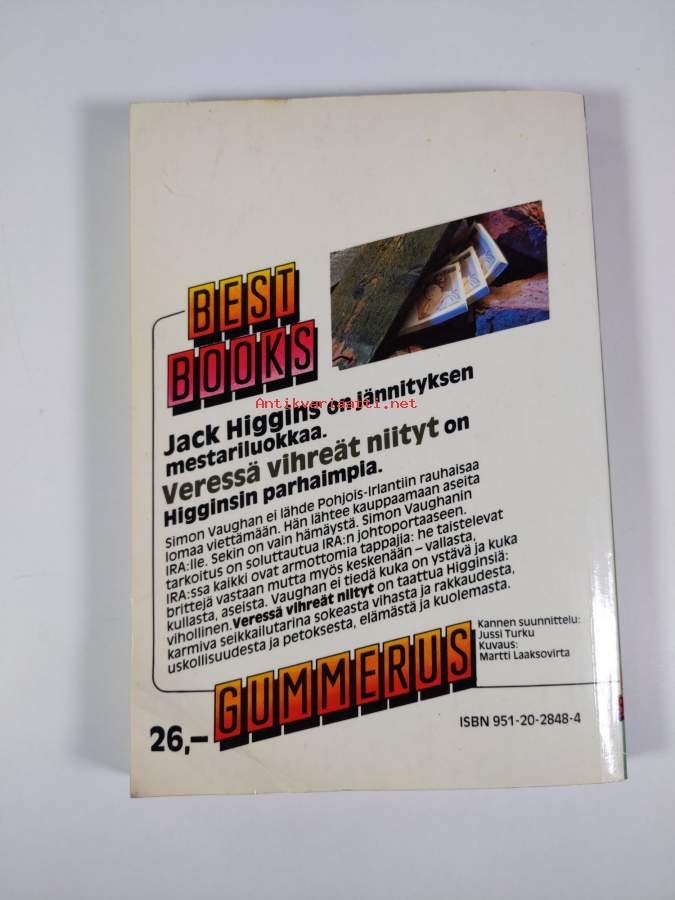 BEST
BOOKS
Antikvariaatti.net
Jack Higgins on jännityksen
mestariluokkaa.
Veressä vihreät niityt on
Higginsin parhaimpia.
Simon Vaughan ei lähde Pohjois-Irlantiin rauhaisaa
lomaa viettämään. Hän lähtee kauppaamaan aseita
IRA:lle. Sekin on vain hämäystä. Simon Vaughanin
tarkoitus on soluttautua IRA:n johtoportaaseen.
IRA:ssa kaikki ovat armottomia tappajia: he taistelevat
brittejä vastaan mutta myös keskenään – vallasta,
kullasta, aseista. Vaughan ei tiedä kuka on ystävä ja kuka
vihollinen. Veressä vihreät niityt on taattua Higginsiä:
karmiva seikkailutarina sokeasta vihasta ja rakkaudesta,
uskollisuudesta ja petoksesta, elämästä ja kuolemasta.
Kannen suunnittelu:
Jussi Turku
Kuvaus:
Martti Laaksovirta
GUMMERUS
26,–
ISBN 951-20-2848-4